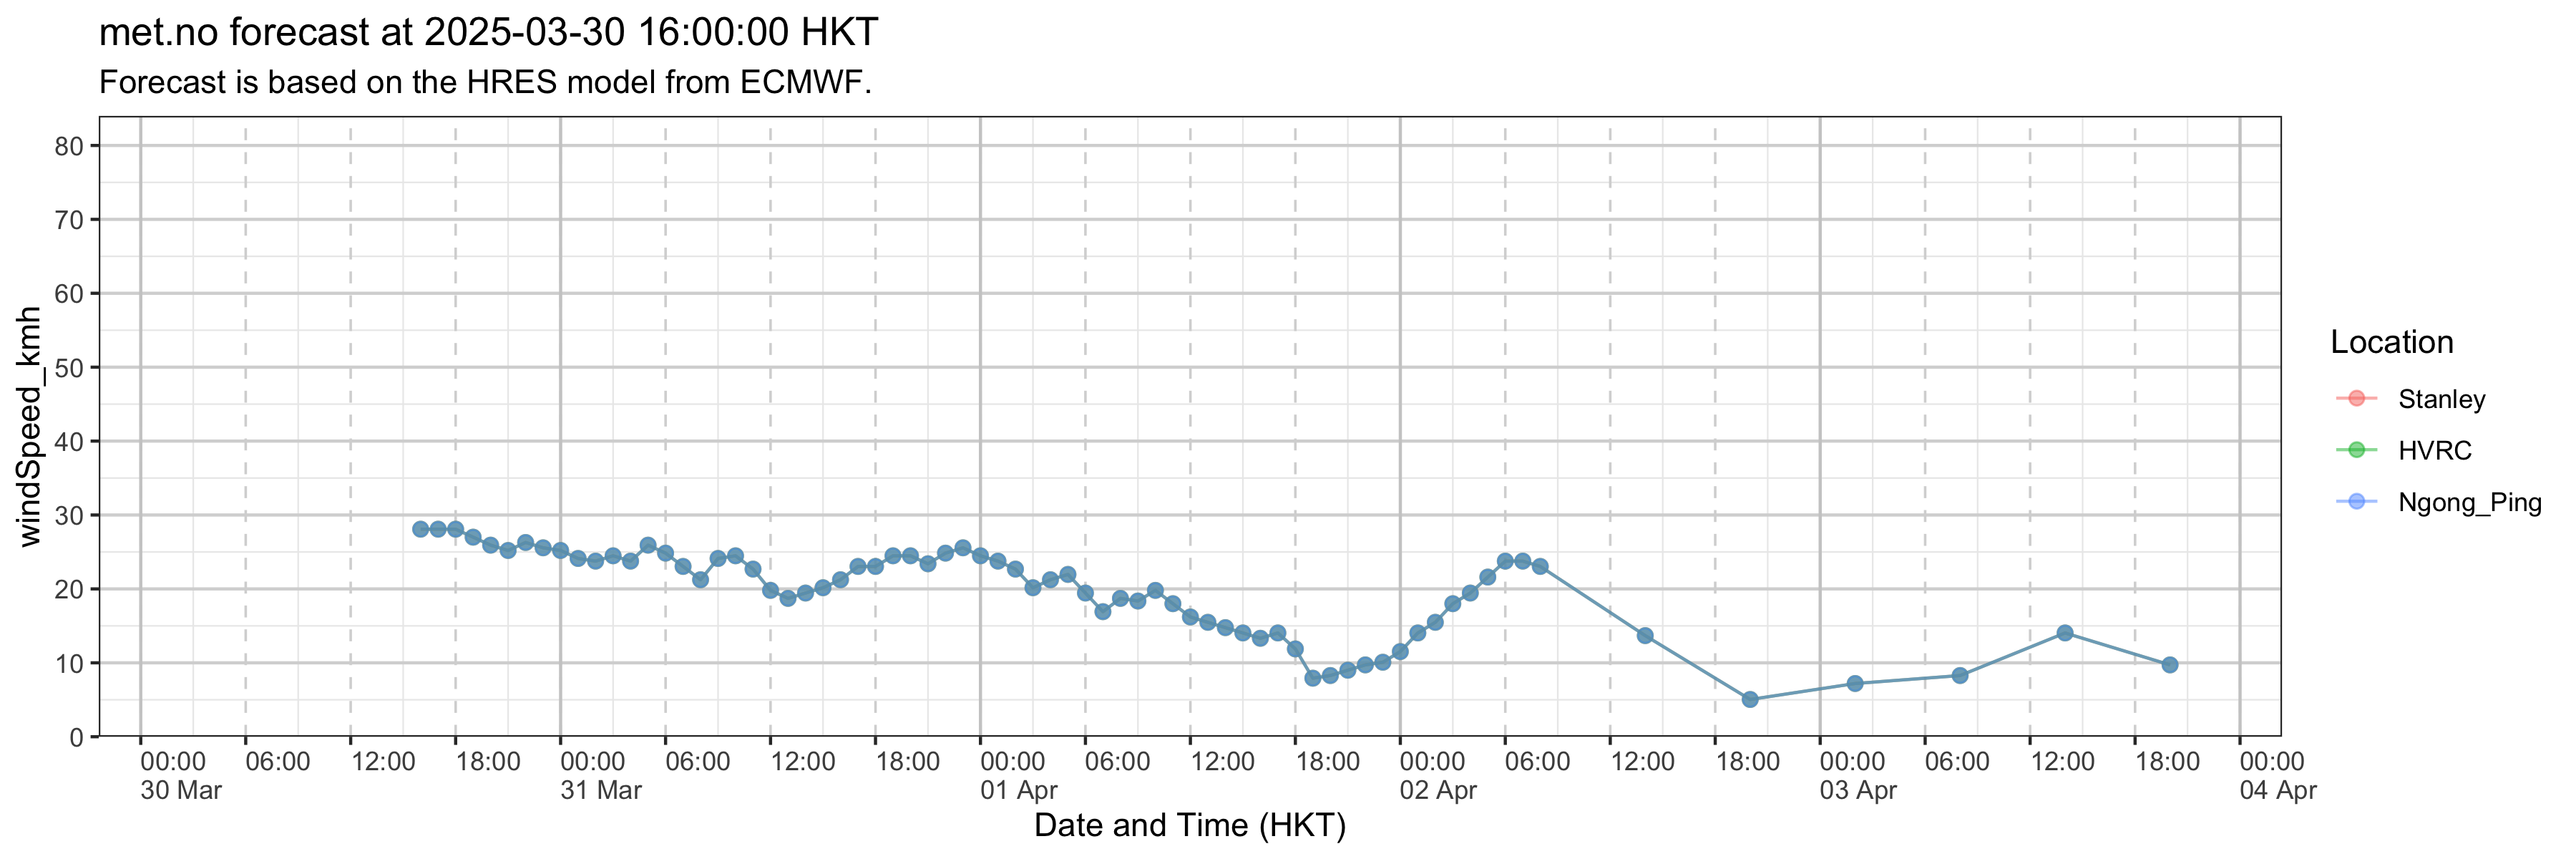 met.no forecast at 2025-03-30 16:00:00 HKT
Forecast is based on the HRES model from ECMWF.
windSpeed_kmh
80
70
60
50
40
30
20
10
0
00:00 06:00 12:00 18:00 00:00 06:00 12:00 18:00 00:00 06:00 12:00 18:00 00:00 06:00 12:00 18:00 00:00 06:00 12:00 18:00 00:00
30 Mar 31 Mar 01 Apr 02 Apr 03 Apr 04 Apr
Date and Time (HKT)
Location
Stanley
HVRC
Ngong_Ping